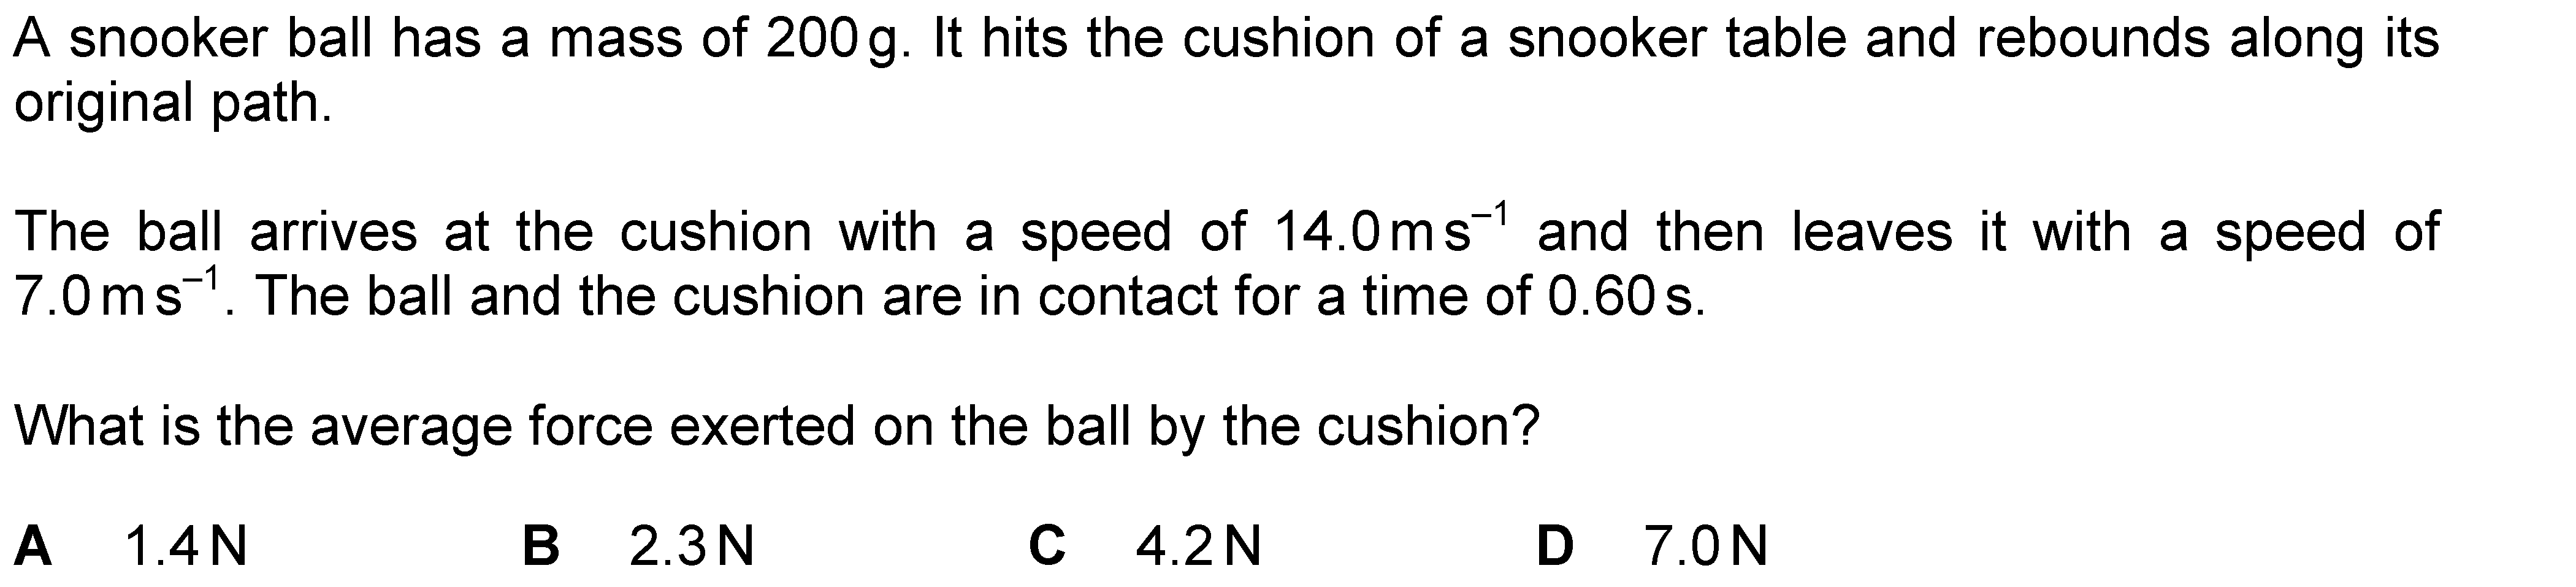 A snooker ball has a mass of 200 g. It hits the cushion of a snooker table and rebounds along its
original path.
The ball arrives at the cushion with a speed of 14.0 m s⁻¹ and then leaves it with a speed of
7.0 m s⁻¹. The ball and the cushion are in contact for a time of 0.60 s.
What is the average force exerted on the ball by the cushion?
A 1.4 N B 2.3 N C 4.2 N D 7.0 N